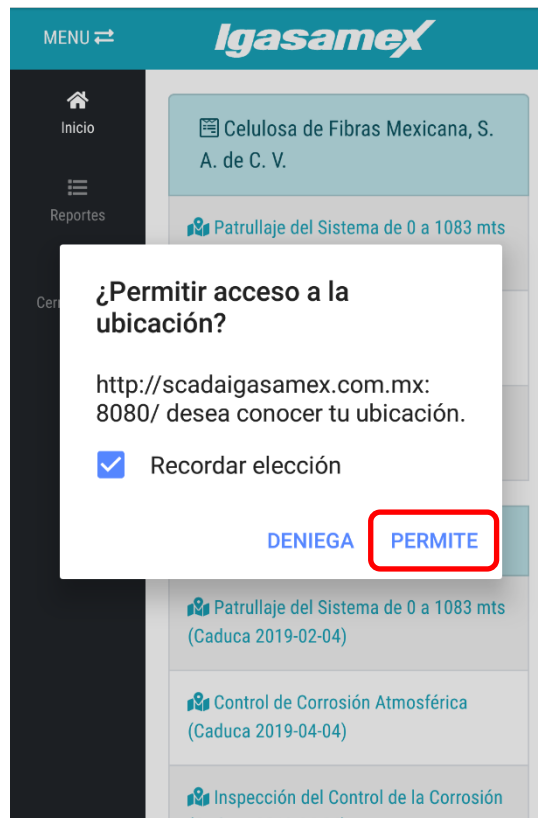 MENU
Igasamex
Inicio
Reportes
Cerr
Celulosa de Fibras Mexicana, S.
A. de C. V.
Patrullaje del Sistema de 0 a 1083 mts
¿Permitir acceso a la
ubicación?
http://scadaigasamex.com.mx:
8080/ desea conocer tu ubicación.
Recordar elección
DENIEGA PERMITE
Patrullaje del Sistema de 0 a 1083 mts
(Caduca 2019-02-04)
Control de Corrosión Atmosférica
(Caduca 2019-04-04)
Inspección del Control de la Corrosión